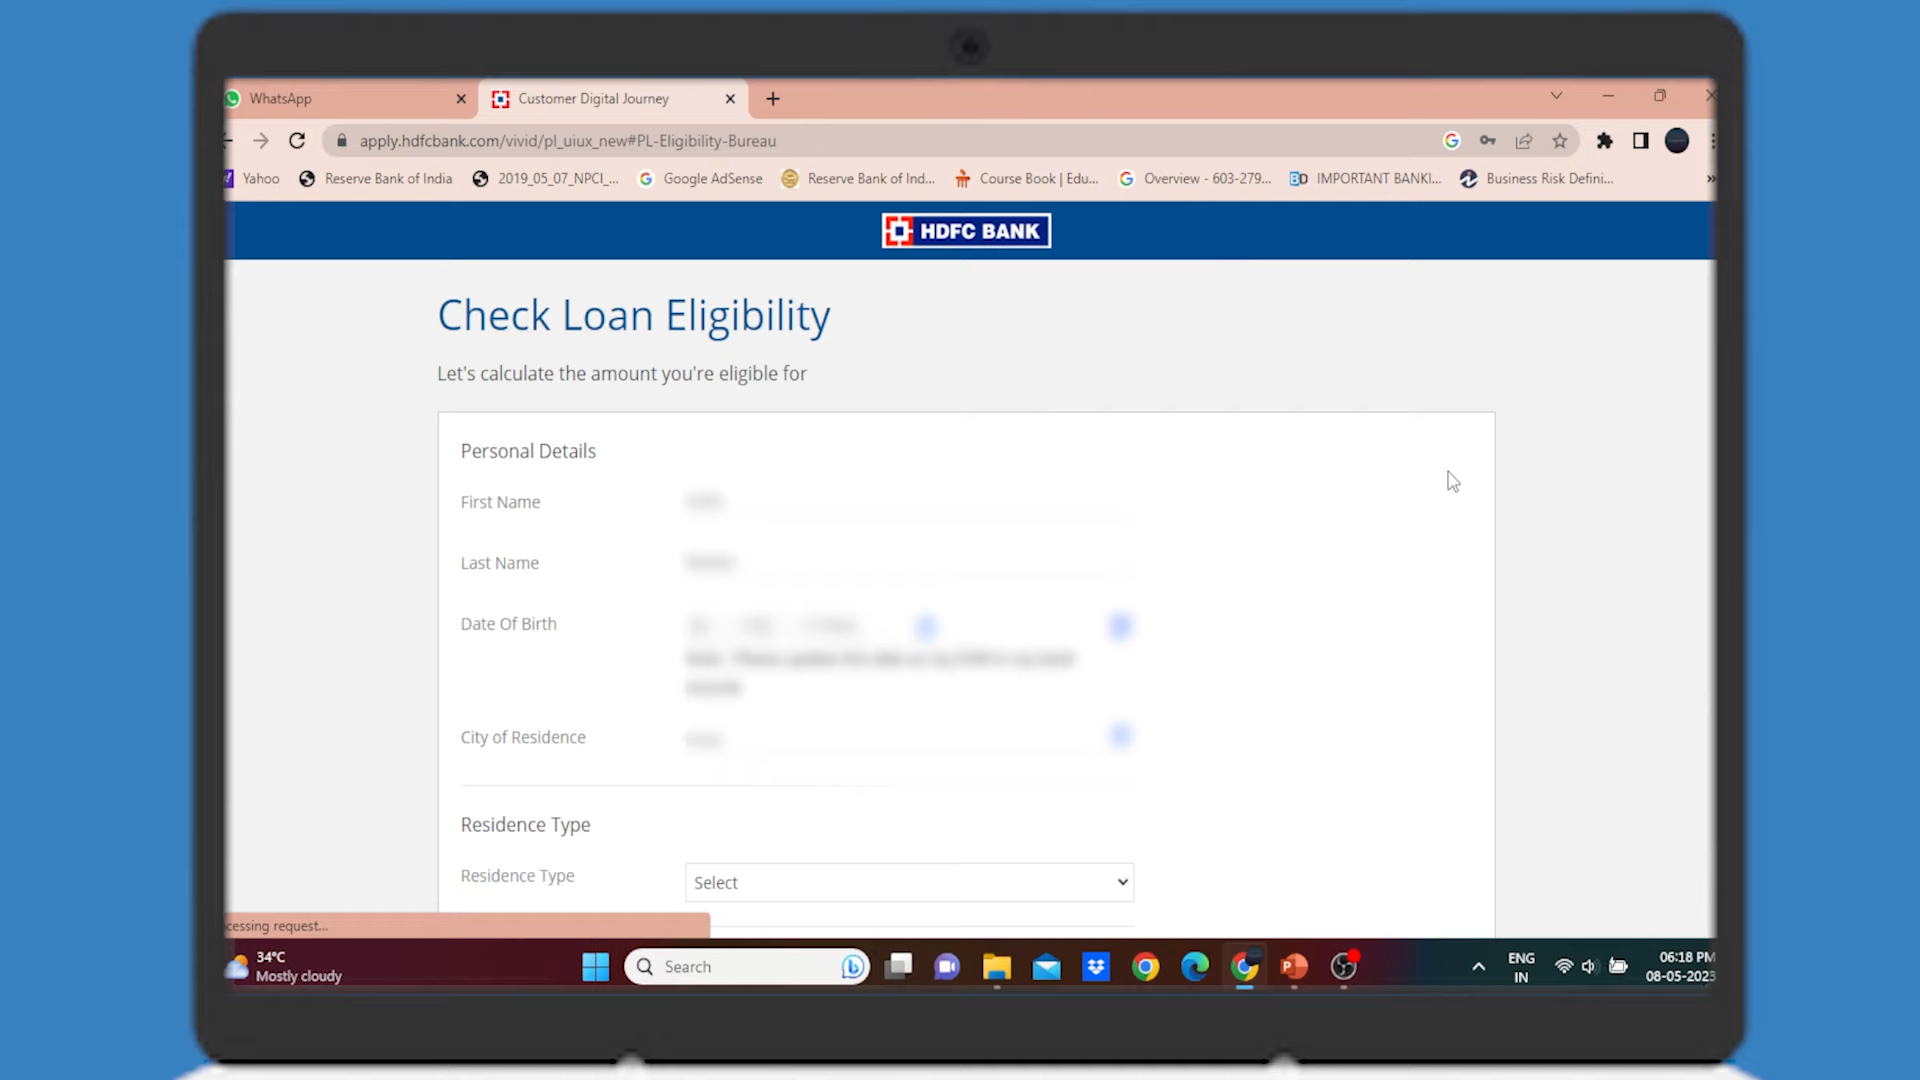 WhatsApp
Customer Digital Journey
apply.hdfcbank.com/vivid/pl_uiux_new#PL-Eligibility-Bureau
Yahoo
Reserve Bank of India
2019_05_07_NPCI_...
Google AdSense
Reserve Bank of Ind...
Course Book | Edu...
Overview - 603-279...
IMPORTANT BANKI...
Business Risk Defini...
HDFC BANK
Check Loan Eligibility
Let's calculate the amount you're eligible for
Personal Details
First Name
Last Name
Date Of Birth
City of Residence
Residence Type
Residence Type
Select
cessing request...
34°C
Mostly cloudy
Search
ENG
IN
06:18 PM
08-05-2023